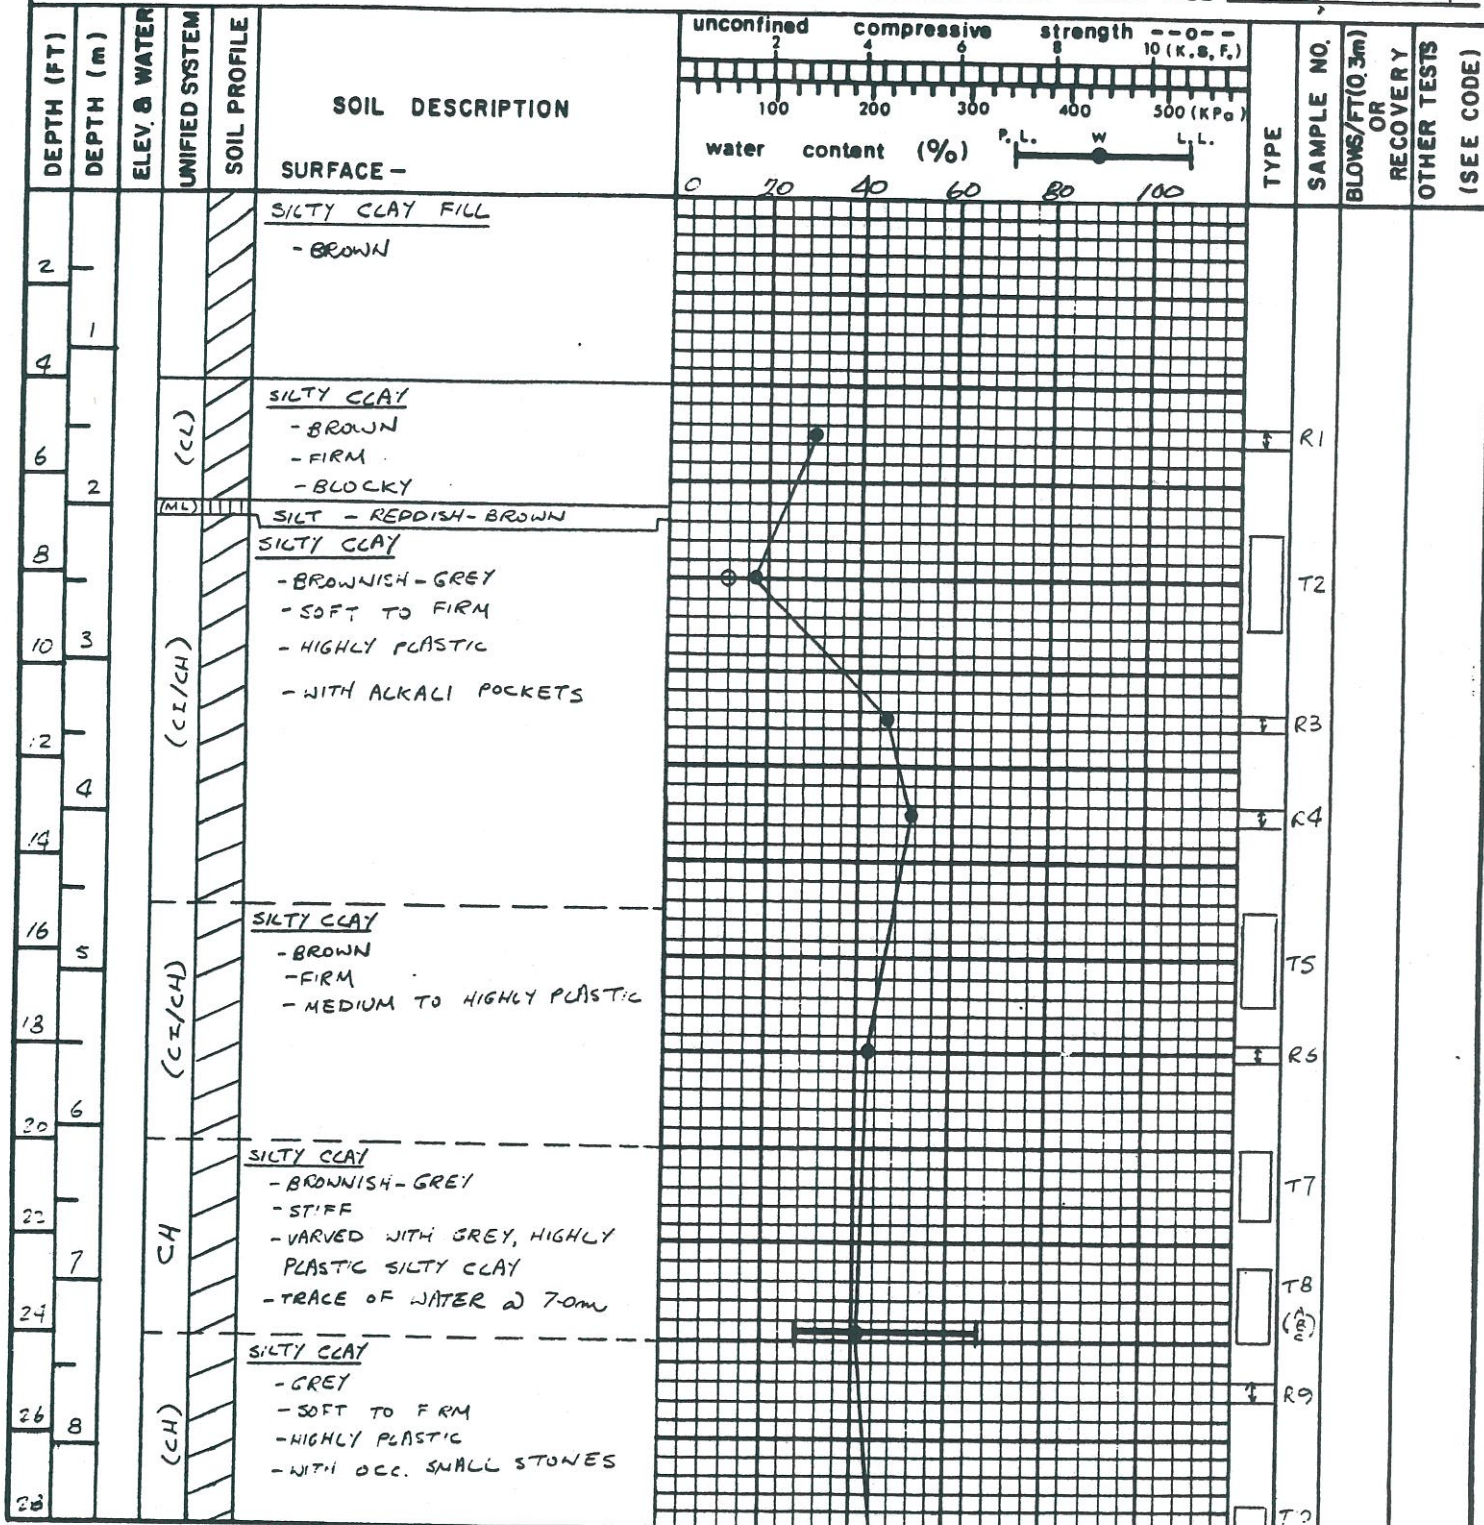 DEPTH (FT)
DEPTH (m)
ELEV. & WATER
UNIFIED SYSTEM
SOIL PROFILE
SOIL DESCRIPTION
SURFACE —
unconfined compressive strength --o--
2 4 6 8 10 (K.S.F.)
100 200 300 400 500 (KPa)
water content (%) P.L. W L.L.
0 20 40 60 80 100
TYPE
SAMPLE NO.
BLOWS/FT(0.3m)
OR
RECOVERY
OTHER TESTS
(SEE CODE)
SILTY CLAY FILL
- BROWN
2
1
4
SILTY CLAY
- BROWN
- FIRM
- BLOCKY
(CL)
R1
6
2
(ML)
SILT - REDDISH-BROWN
SILTY CLAY
- BROWNISH-GREY
- SOFT TO FIRM
- HIGHLY PLASTIC
- WITH ALKALI POCKETS
(CI/CH)
8
T2
10
3
R3
12
4
R4
14
SILTY CLAY
- BROWN
- FIRM
- MEDIUM TO HIGHLY PLASTIC
(CI/CH)
16
5
T5
18
R6
6
20
SILTY CLAY
- BROWNISH-GREY
- STIFF
- VARVED WITH GREY, HIGHLY
PLASTIC SILTY CLAY
- TRACE OF WATER @ 7.0m
CH
T7
22
7
T8
24
SILTY CLAY
- GREY
- SOFT TO FIRM
- HIGHLY PLASTIC
- WITH OCC. SMALL STONES
(CH)
R9
26
8
28